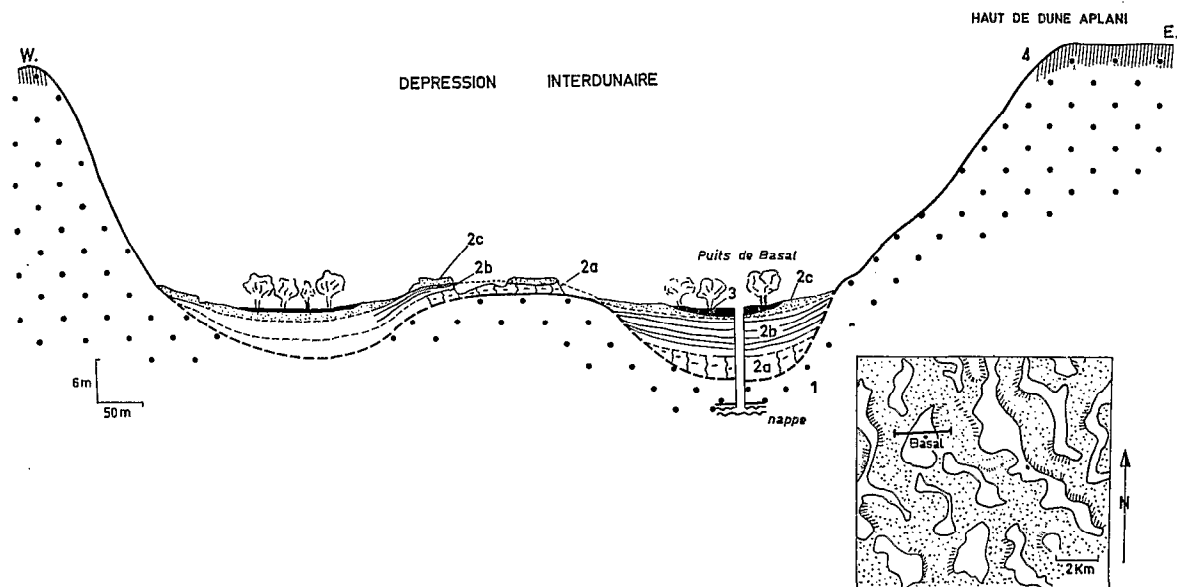 HAUT DE DUNE APLANI
W.
E.
4
DEPRESSION INTERDUNAIRE
2c
2b
2a
Puits de Basal
3
2c
2b
2a
1
6m
50m
nappe
Basal
N
2Km